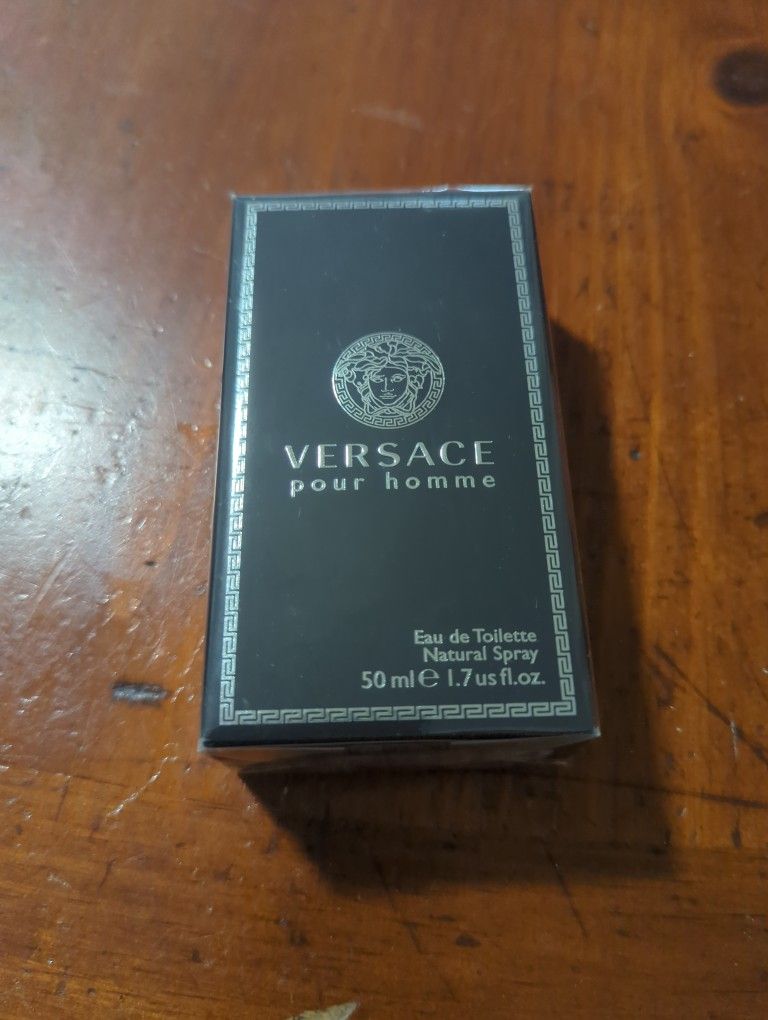 VERSACE
pour homme
Eau de Toilette
Natural Spray
50 ml ℮ 1.7 us fl.oz.